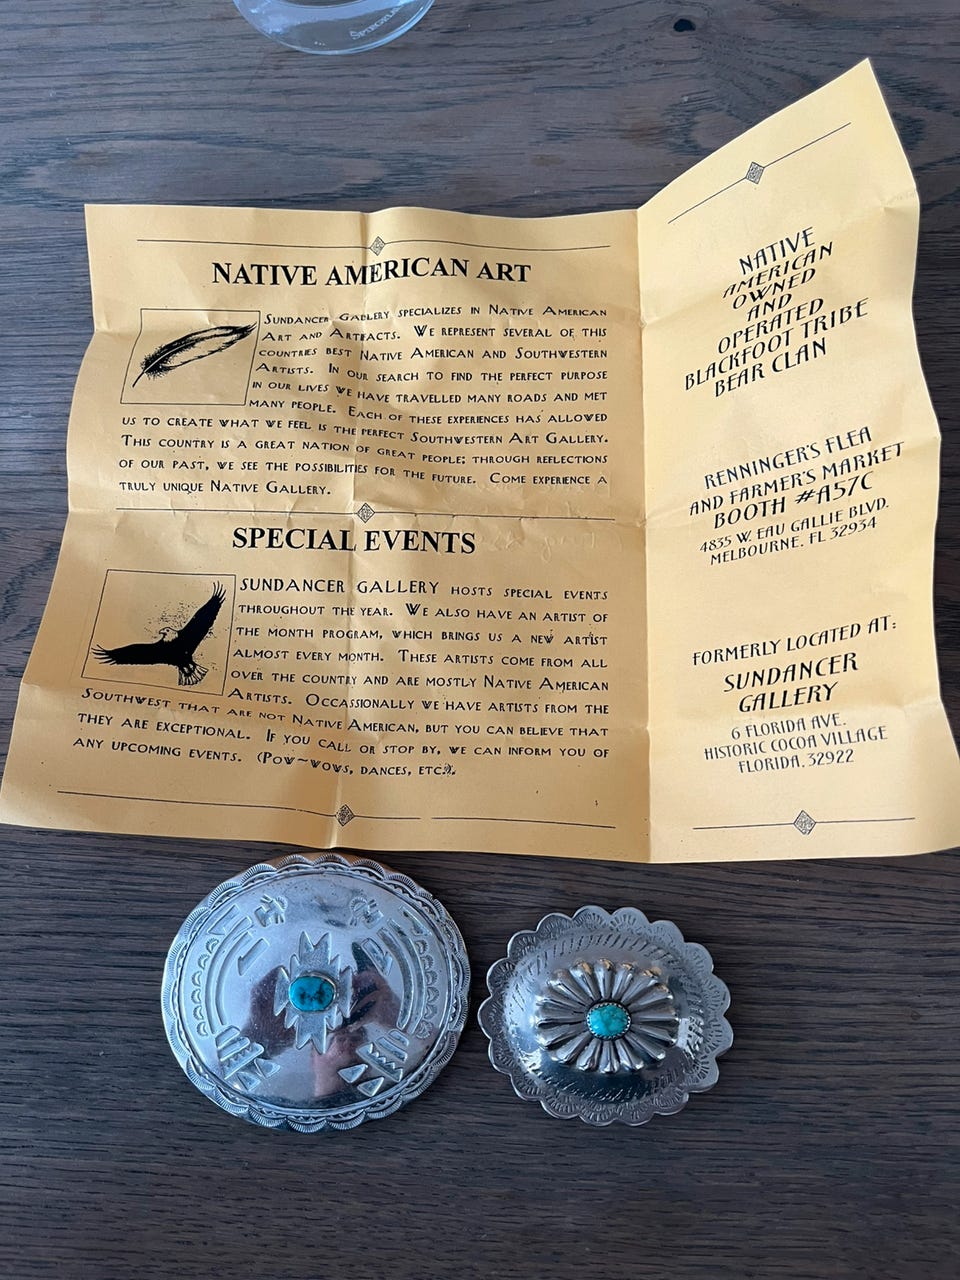 NATIVE AMERICAN ART
SUNDANCER GALLERY SPECIALIZES IN NATIVE AMERICAN
ART AND ARTIFACTS. WE REPRESENT SEVERAL OF THIS
COUNTRIES BEST NATIVE AMERICAN AND SOUTHWESTERN
ARTISTS. IN OUR SEARCH TO FIND THE PERFECT PURPOSE
IN OUR LIVES WE HAVE TRAVELLED MANY ROADS AND MET
MANY PEOPLE. EACH OF THESE EXPERIENCES HAS ALLOWED
US TO CREATE WHAT WE FEEL IS THE PERFECT SOUTHWESTERN ART GALLERY.
THIS COUNTRY IS A GREAT NATION OF GREAT PEOPLE; THROUGH REFLECTIONS
OF OUR PAST, WE SEE THE POSSIBILITIES FOR THE FUTURE. COME EXPERIENCE A
TRULY UNIQUE NATIVE GALLERY.
SPECIAL EVENTS
SUNDANCER GALLERY HOSTS SPECIAL EVENTS
THROUGHOUT THE YEAR. WE ALSO HAVE AN ARTIST OF
THE MONTH PROGRAM, WHICH BRINGS US A NEW ARTIST
ALMOST EVERY MONTH. THESE ARTISTS COME FROM ALL
OVER THE COUNTRY AND ARE MOSTLY NATIVE AMERICAN
ARTISTS. OCCASSIONALLY WE HAVE ARTISTS FROM THE
SOUTHWEST THAT ARE NOT NATIVE AMERICAN, BUT YOU CAN BELIEVE THAT
THEY ARE EXCEPTIONAL. IF YOU CALL OR STOP BY, WE CAN INFORM YOU OF
ANY UPCOMING EVENTS. (POW~WOWS, DANCES, ETC.).
NATIVE
AMERICAN
OWNED
AND
OPERATED
BLACKFOOT TRIBE
BEAR CLAN
RENNINGER'S FLEA
AND FARMER'S MARKET
BOOTH #A57C
4835 W. EAU GALLIE BLVD.
MELBOURNE. FL 32934
FORMERLY LOCATED AT:
SUNDANCER
GALLERY
6 FLORIDA AVE.
HISTORIC COCOA VILLAGE
FLORIDA. 32922